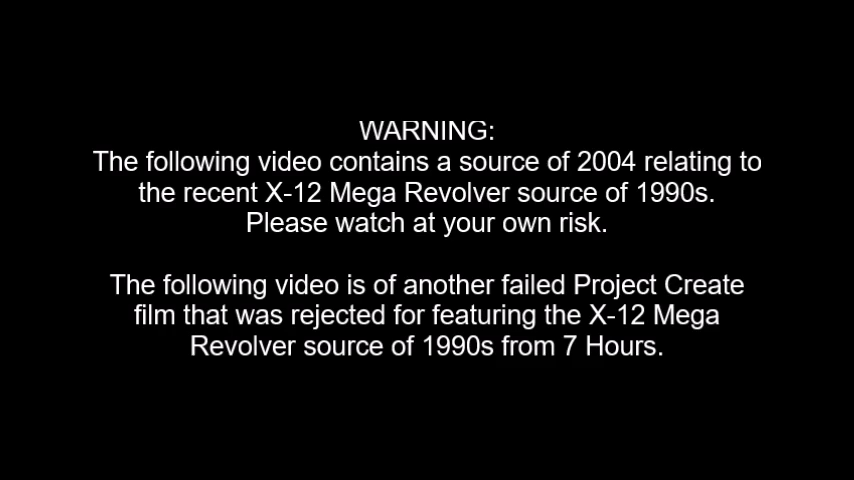 WARNING:
The following video contains a source of 2004 relating to
the recent X-12 Mega Revolver source of 1990s.
Please watch at your own risk.
The following video is of another failed Project Create
film that was rejected for featuring the X-12 Mega
Revolver source of 1990s from 7 Hours.